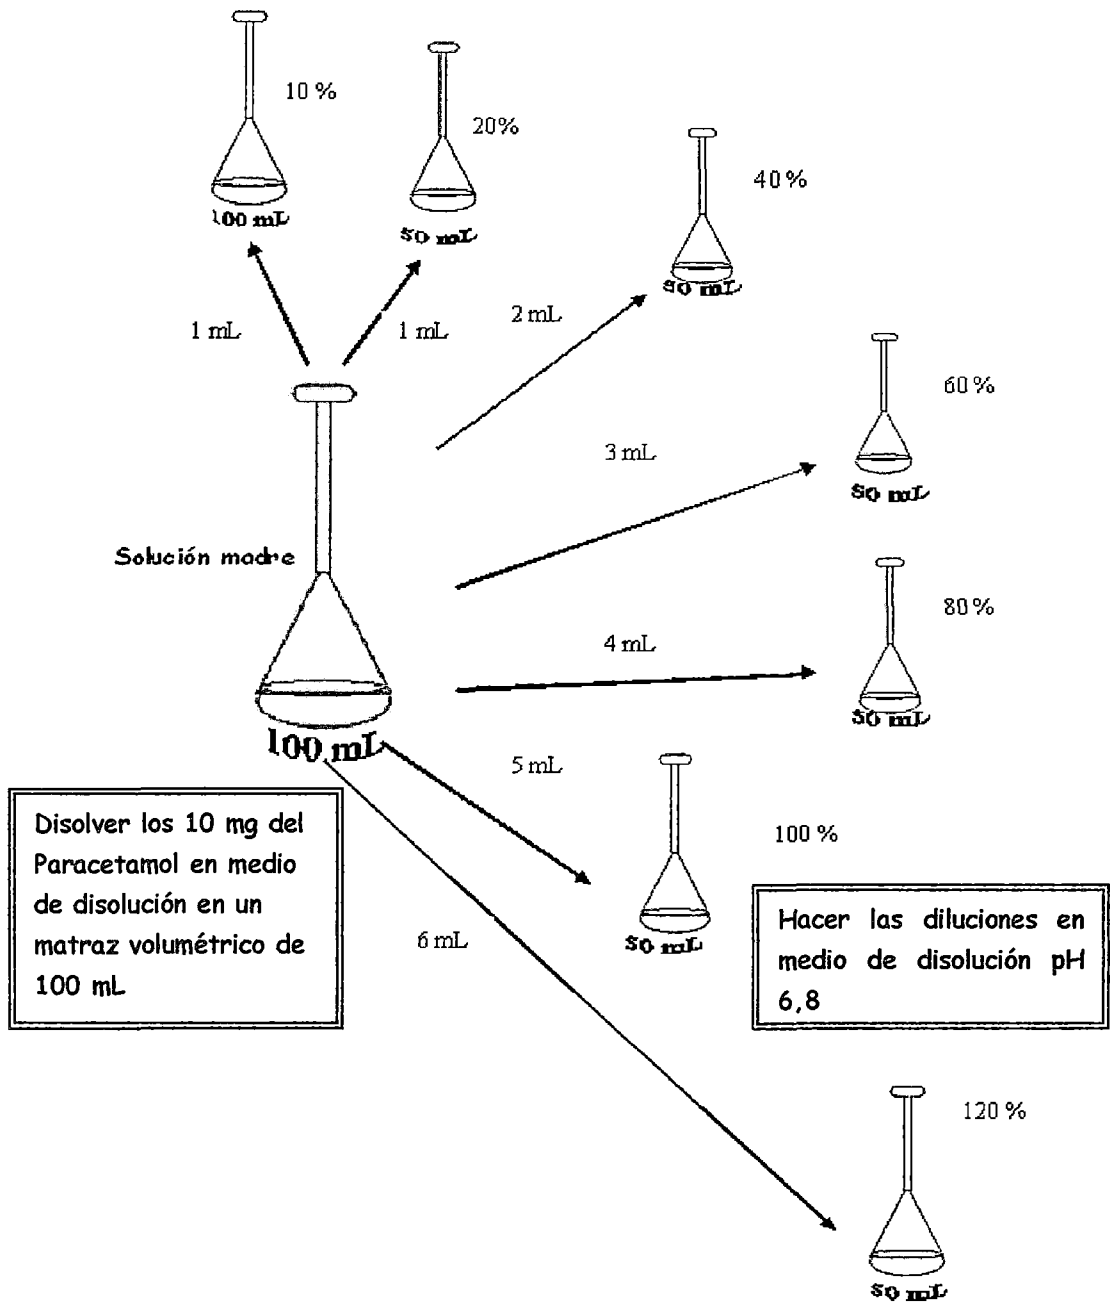 10 %
20%
40 %
100 mL
50 mL
50 mL
1 mL
1 mL
2 mL
60 %
3 mL
50 mL
Solución madre
80 %
4 mL
50 mL
100 mL
5 mL
100 %
Disolver los 10 mg del
Paracetamol en medio
de disolución en un
matraz volumétrico de
100 mL
6 mL
50 mL
Hacer las diluciones en
medio de disolución pH
6,8
120 %
50 mL